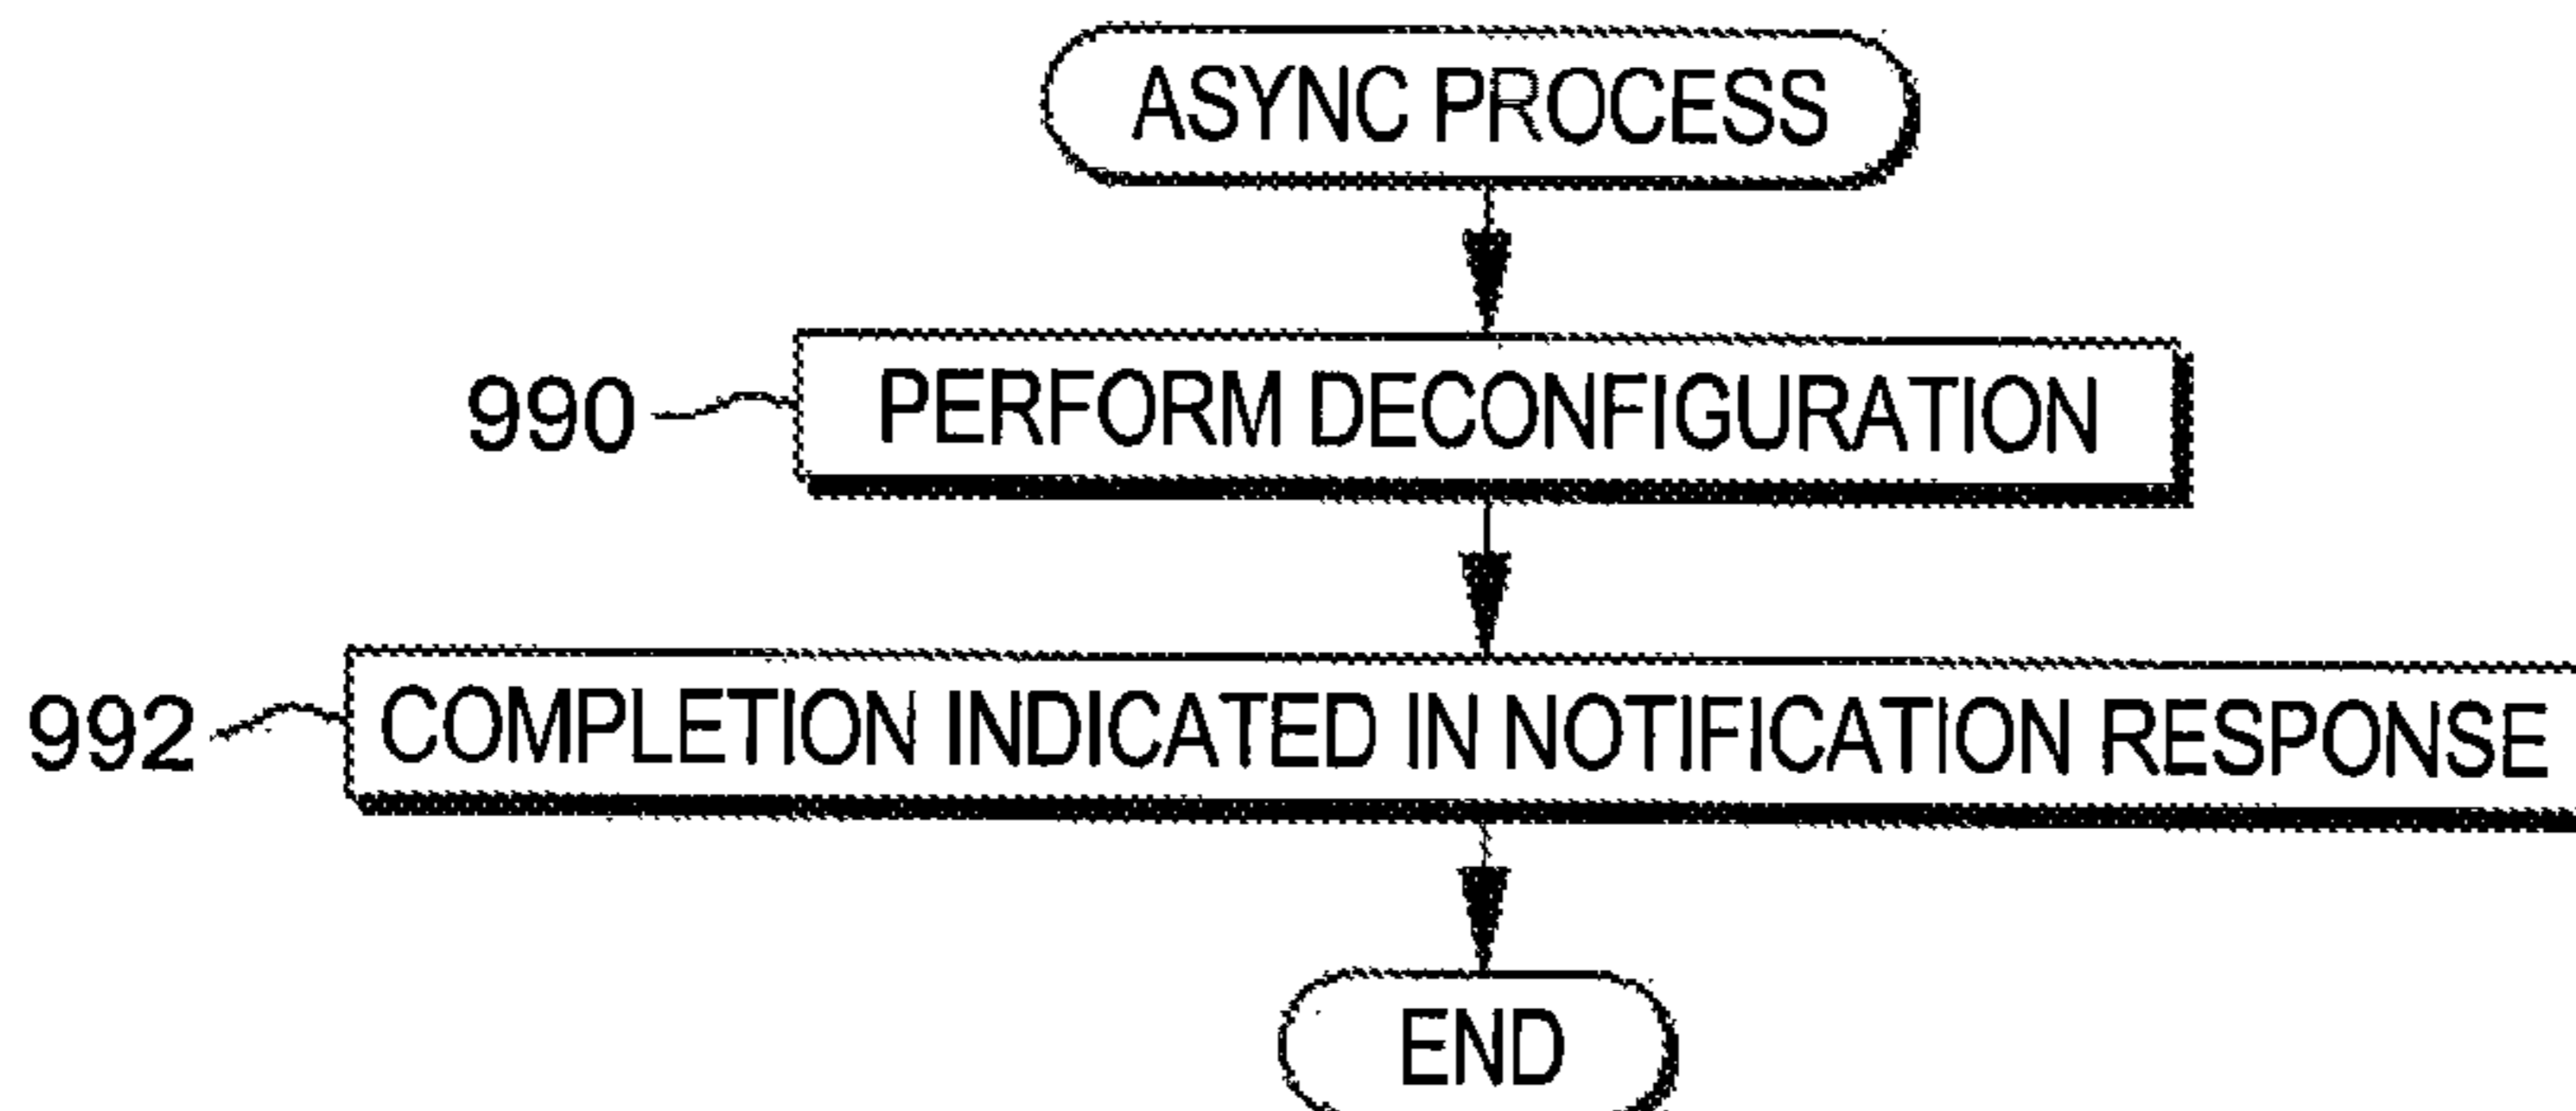 ASYNC PROCESS
990 PERFORM DECONFIGURATION
992 COMPLETION INDICATED IN NOTIFICATION RESPONSE
END